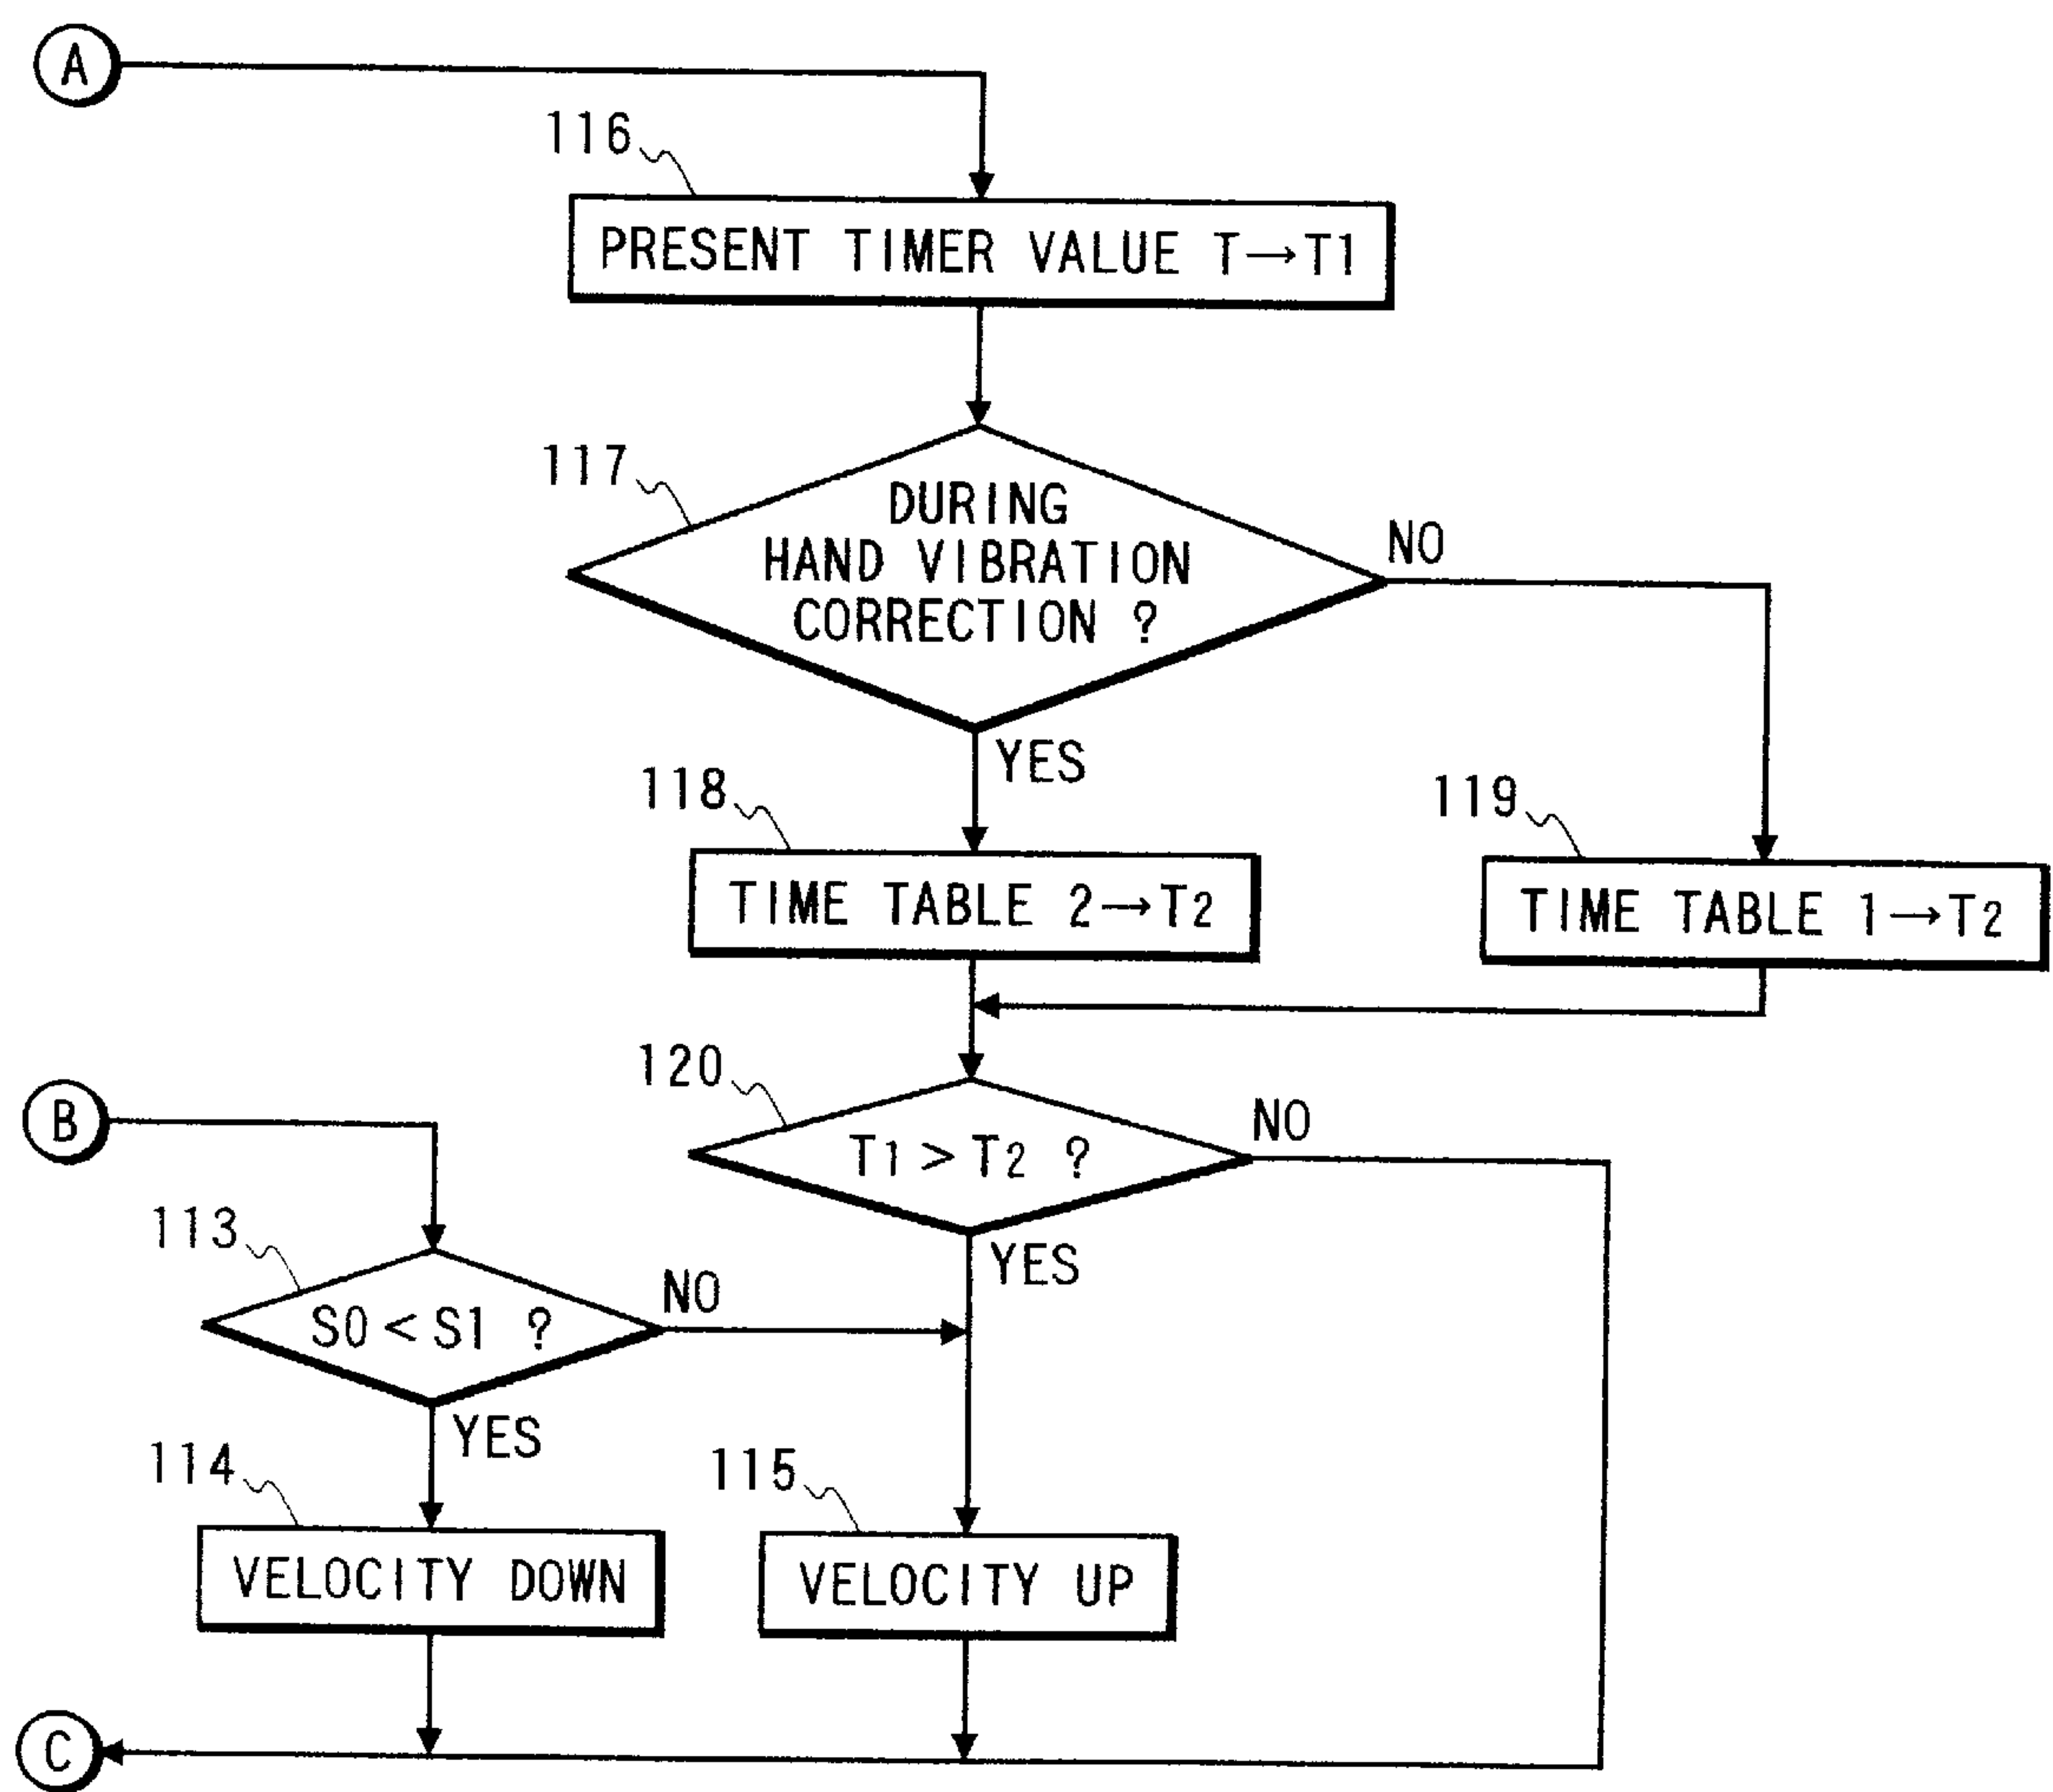 A
116
PRESENT TIMER VALUE T→T1
117
DURING
HAND VIBRATION
CORRECTION ?
NO
YES
118
TIME TABLE 2→T2
119
TIME TABLE 1→T2
120
T1 > T2 ?
NO
YES
B
113
S0 < S1 ?
NO
YES
114
VELOCITY DOWN
115
VELOCITY UP
C